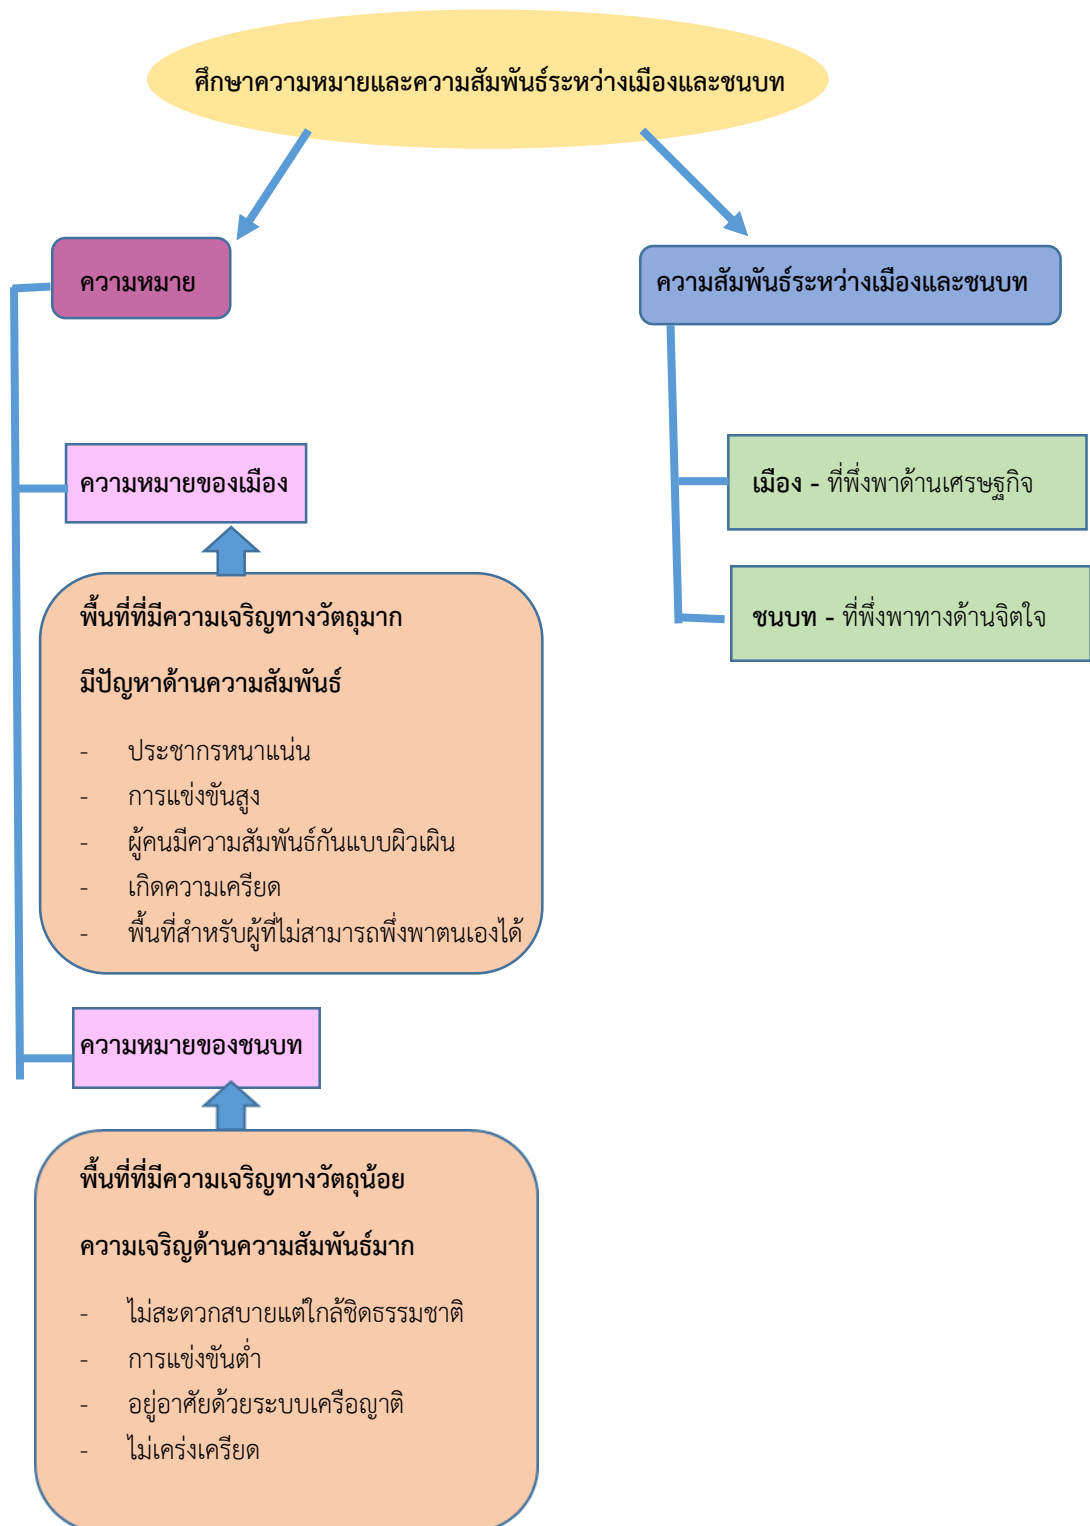 ศึกษาความหมายและความสัมพันธ์ระหว่างเมืองและชนบท
ความหมาย
ความสัมพันธ์ระหว่างเมืองและชนบท
ความหมายของเมือง
เมือง - ที่พึ่งพาด้านเศรษฐกิจ
พื้นที่ที่มีความเจริญทางวัตถุมาก
ชนบท - ที่พึ่งพาทางด้านจิตใจ
มีปัญหาด้านความสัมพันธ์
- ประชากรหนาแน่น
- การแข่งขันสูง
- ผู้คนมีความสัมพันธ์กันแบบผิวเผิน
- เกิดความเครียด
- พื้นที่สำหรับผู้ที่ไม่สามารถพึ่งพาตนเองได้
ความหมายของชนบท
พื้นที่ที่มีความเจริญทางวัตถุน้อย
ความเจริญด้านความสัมพันธ์มาก
- ไม่สะดวกสบายแต่ใกล้ชิดธรรมชาติ
- การแข่งขันต่ำ
- อยู่อาศัยด้วยระบบเครือญาติ
- ไม่เคร่งเครียด